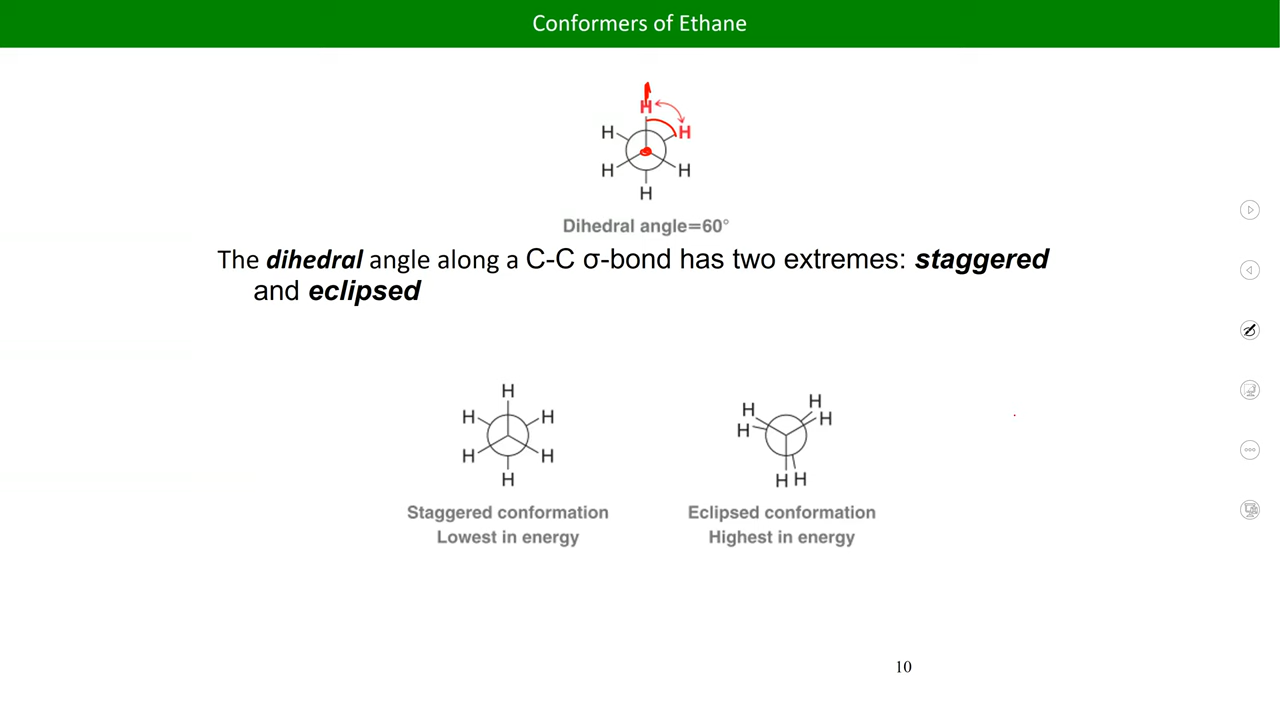 Conformers of Ethane
H
H H
H H
H
Dihedral angle=60°
The dihedral angle along a C-C σ-bond has two extremes: staggered
and eclipsed
H
H H
H H
H
Staggered conformation
Lowest in energy
H H
H H
H H
Eclipsed conformation
Highest in energy
10